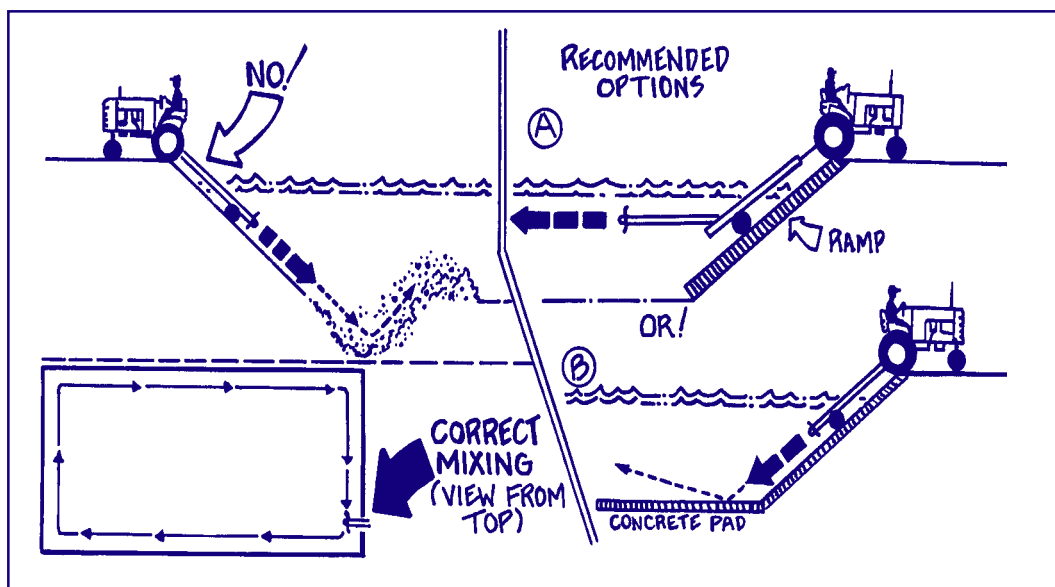 NO.
RECOMMENDED
OPTIONS
A
RAMP
OR!
B
CONCRETE PAD
CORRECT
MIXING
(VIEW FROM
TOP)